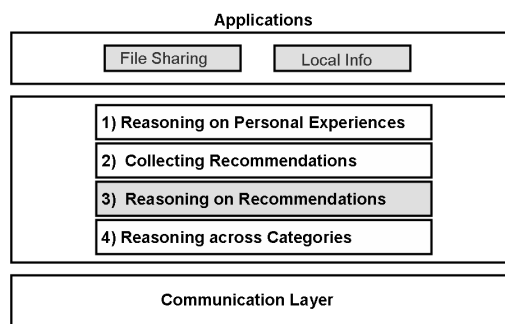 Applications
File Sharing
Local Info
1) Reasoning on Personal Experiences
2) Collecting Recommendations
3) Reasoning on Recommendations
4) Reasoning across Categories
Communication Layer